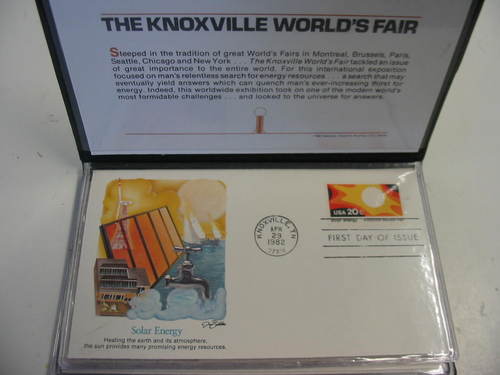 THE KNOXVILLE WORLD'S FAIR
Steeped in the tradition of great World's Fairs in Montreal, Brussels, Paris,
Seattle, Chicago and New York . . . The Knoxville World's Fair tackled an issue
of great importance to the entire world. For this international exposition
focused on man's relentless search for energy resources . . . a search that may
eventually yield answers which can quench man's ever-increasing thirst for
energy. Indeed, this worldwide exhibition took on one of the modern world's
most formidable challenges . . . and looked to the universe for answers.
USA 20c
Solar energy
KNOXVILLE, TN
APR
29
1982
FIRST DAY OF ISSUE
Solar Energy
Heating the earth and its atmosphere,
the sun provides many promising energy resources.